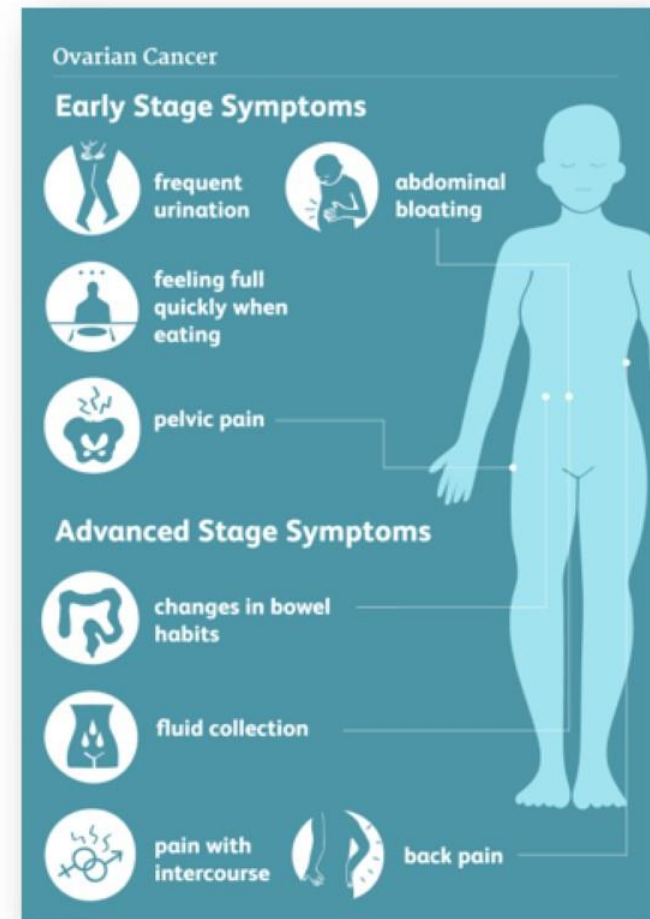 Ovarian Cancer
Early Stage Symptoms
frequent
urination
abdominal
bloating
feeling full
quickly when
eating
pelvic pain
Advanced Stage Symptoms
changes in bowel
habits
fluid collection
pain with
intercourse
back pain